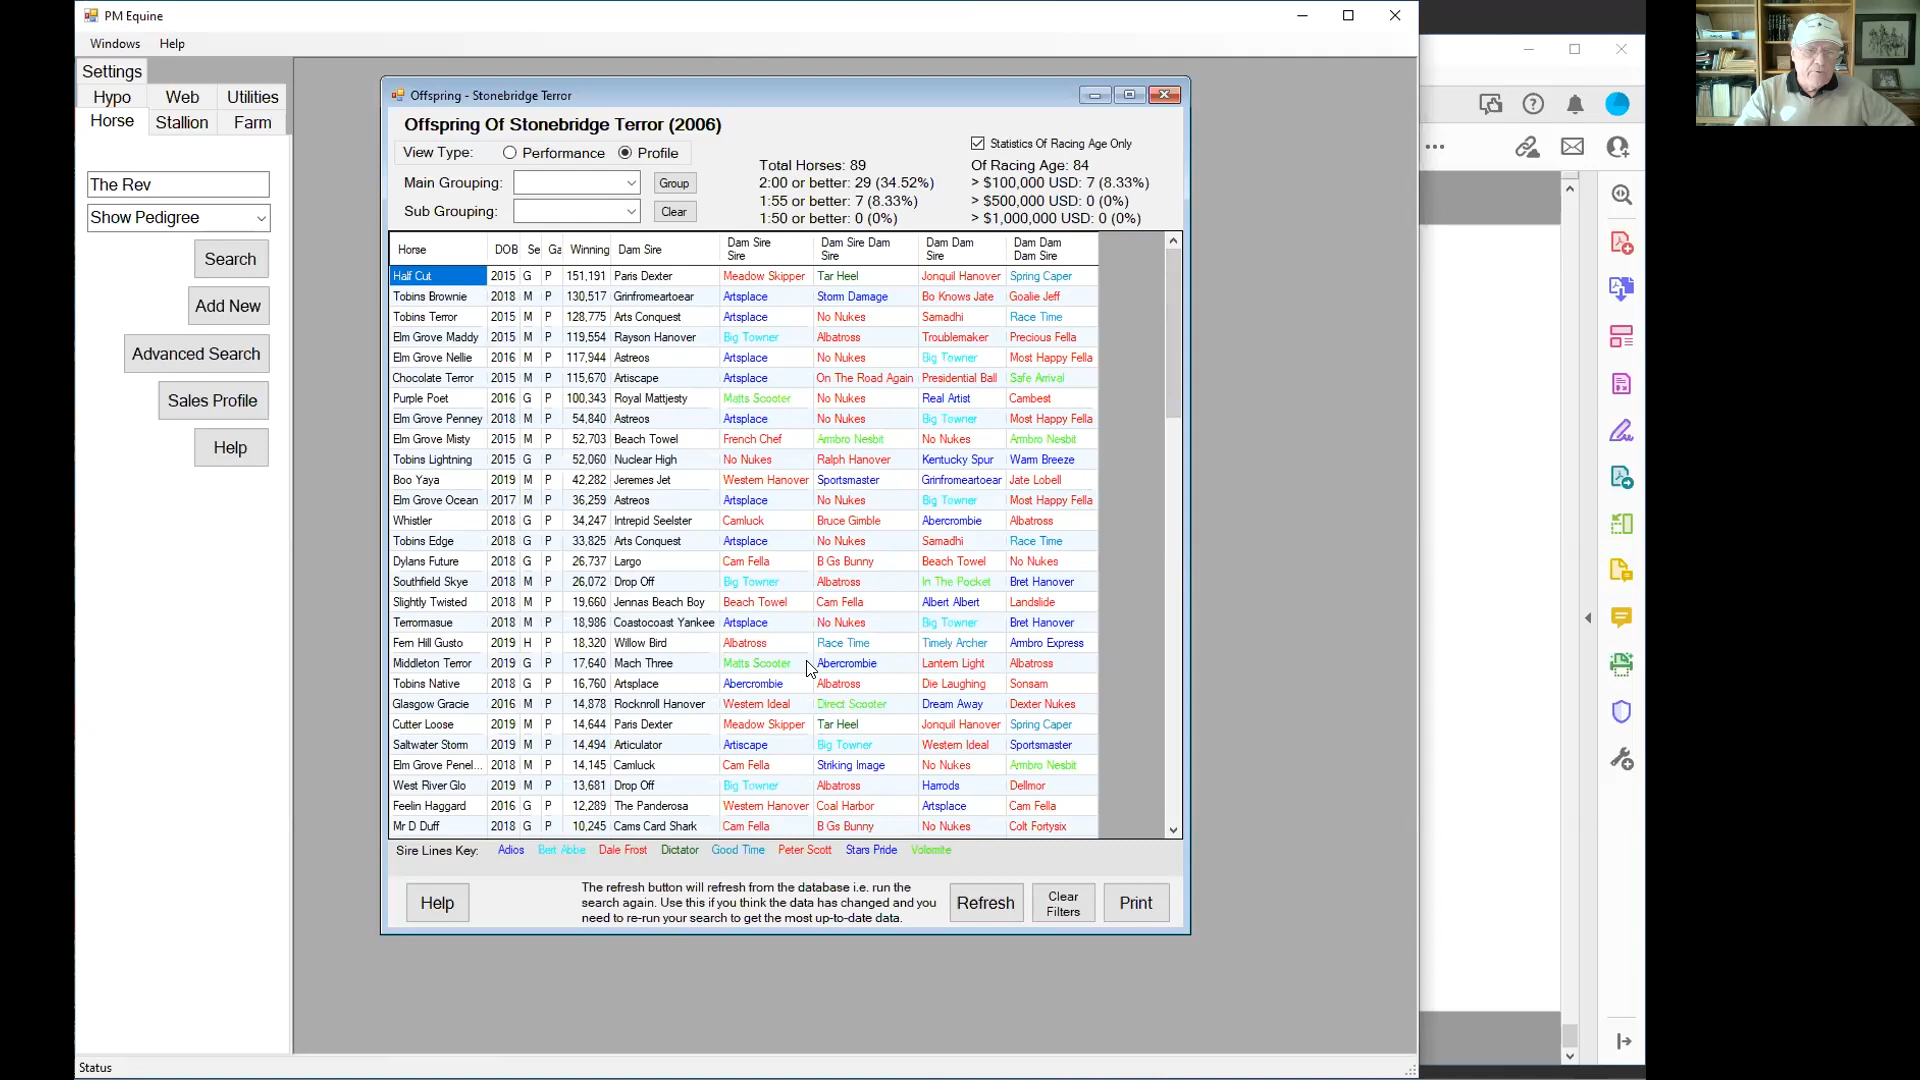 PM Equine
Windows Help
Settings
Hypo Web Utilities
Horse Stallion Farm
The Rev
Show Pedigree
Search
Add New
Advanced Search
Sales Profile
Help
Offspring - Stonebridge Terror
Offspring Of Stonebridge Terror (2006)
View Type: Performance Profile
Main Grouping: Group
Sub Grouping: Clear
Total Horses: 89
2:00 or better: 29 (34.52%)
1:55 or better: 7 (8.33%)
1:50 or better: 0 (0%)
Statistics Of Racing Age Only
Of Racing Age: 84
> $100,000 USD: 7 (8.33%)
> $500,000 USD: 0 (0%)
> $1,000,000 USD: 0 (0%)
Horse DOB Se Ga Winning Dam Sire Dam Sire Sire Dam Sire Dam Sire Dam Dam Sire Dam Dam Dam Sire
Half Cut 2015 G P 151,191 Paris Dexter Meadow Skipper Tar Heel Jonquil Hanover Spring Caper
Tobins Brownie 2018 M P 130,517 Grinfromeartoear Artsplace Storm Damage Bo Knows Jate Goalie Jeff
Tobins Terror 2015 M P 128,775 Arts Conquest Artsplace No Nukes Samadhi Race Time
Elm Grove Maddy 2015 M P 119,554 Rayson Hanover Big Towner Albatross Troublemaker Precious Fella
Elm Grove Nellie 2016 M P 117,944 Astreos Artsplace No Nukes Big Towner Most Happy Fella
Chocolate Terror 2015 M P 115,670 Artiscape Artsplace On The Road Again Presidential Ball Safe Arrival
Purple Poet 2016 G P 100,343 Royal Mattjesty Matts Scooter No Nukes Real Artist Cambest
Elm Grove Penney 2018 M P 54,840 Astreos Artsplace No Nukes Big Towner Most Happy Fella
Elm Grove Misty 2015 M P 52,703 Beach Towel French Chef Ambro Nesbit No Nukes Ambro Nesbit
Tobins Lightning 2015 G P 52,060 Nuclear High No Nukes Ralph Hanover Kentucky Spur Warm Breeze
Boo Yaya 2019 M P 42,282 Jeremes Jet Western Hanover Sportsmaster Grinfromeartoear Jate Lobell
Elm Grove Ocean 2017 M P 36,259 Astreos Artsplace No Nukes Big Towner Most Happy Fella
Whistler 2018 G P 34,247 Intrepid Seelster Camluck Bruce Gimble Abercrombie Albatross
Tobins Edge 2018 G P 33,825 Arts Conquest Artsplace No Nukes Samadhi Race Time
Dylans Future 2018 G P 26,737 Largo Cam Fella B Gs Bunny Beach Towel No Nukes
Southfield Skye 2018 M P 26,072 Drop Off Big Towner Albatross In The Pocket Bret Hanover
Slightly Twisted 2018 M P 19,660 Jennas Beach Boy Beach Towel Cam Fella Albert Albert Landslide
Terrormasue 2018 M P 18,986 Coastocoast Yankee Artsplace No Nukes Big Towner Bret Hanover
Fern Hill Gusto 2019 H P 18,320 Willow Bird Albatross Race Time Timely Archer Ambro Express
Middleton Terror 2019 G P 17,640 Mach Three Matts Scooter Abercrombie Lantern Light Albatross
Tobins Native 2018 G P 16,760 Artsplace Abercrombie Albatross Die Laughing Sonsam
Glasgow Gracie 2016 M P 14,878 Rocknroll Hanover Western Ideal Direct Scooter Dream Away Dexter Nukes
Cutter Loose 2019 M P 14,644 Paris Dexter Meadow Skipper Tar Heel Jonquil Hanover Spring Caper
Saltwater Storm 2019 M P 14,494 Articulator Artiscape Big Towner Western Ideal Sportsmaster
Elm Grove Penel... 2018 M P 14,145 Camluck Cam Fella Striking Image No Nukes Ambro Nesbit
West River Glo 2019 M P 13,681 Drop Off Big Towner Albatross Harrods Dellmor
Feelin Haggard 2016 G P 12,289 The Panderosa Western Hanover Coal Harbor Artsplace Cam Fella
Mr D Duff 2018 G P 10,245 Cams Card Shark Cam Fella B Gs Bunny No Nukes Colt Fortysix
Sire Lines Key: Adios Bert Abbe Dale Frost Dictator Good Time Peter Scott Stars Pride Volomite
Help
The refresh button will refresh from the database i.e. run the
search again. Use this if you think the data has changed and you
need to re-run your search to get the most up-to-date data.
Refresh
Clear
Filters
Print
Status